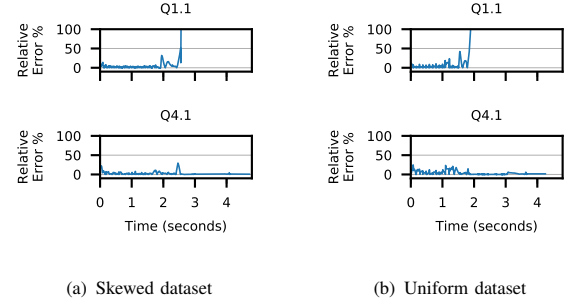 Q1.1
Relative
Error %
100
50
0
Q4.1
Relative
Error %
100
50
0
0 1 2 3 4
Time (seconds)
(a) Skewed dataset
Q1.1
Relative
Error %
100
50
0
Q4.1
Relative
Error %
100
50
0
0 1 2 3 4
Time (seconds)
(b) Uniform dataset